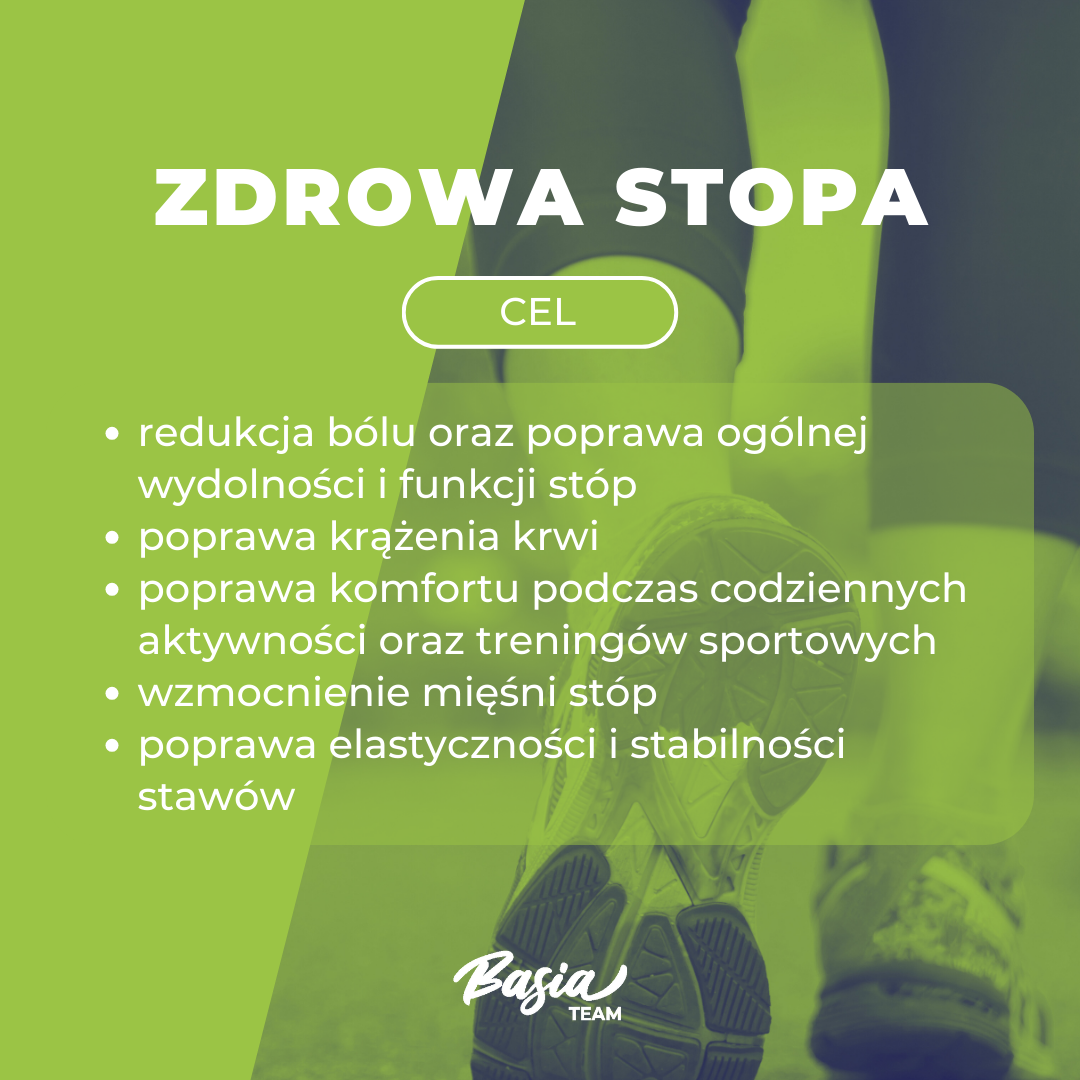 ZDROWA STOPA
CEL
• redukcja bólu oraz poprawa ogólnej
wydolności i funkcji stóp
• poprawa krążenia krwi
• poprawa komfortu podczas codziennych
aktywności oraz treningów sportowych
• wzmocnienie mięśni stóp
• poprawa elastyczności i stabilności
stawów
Basia
TEAM